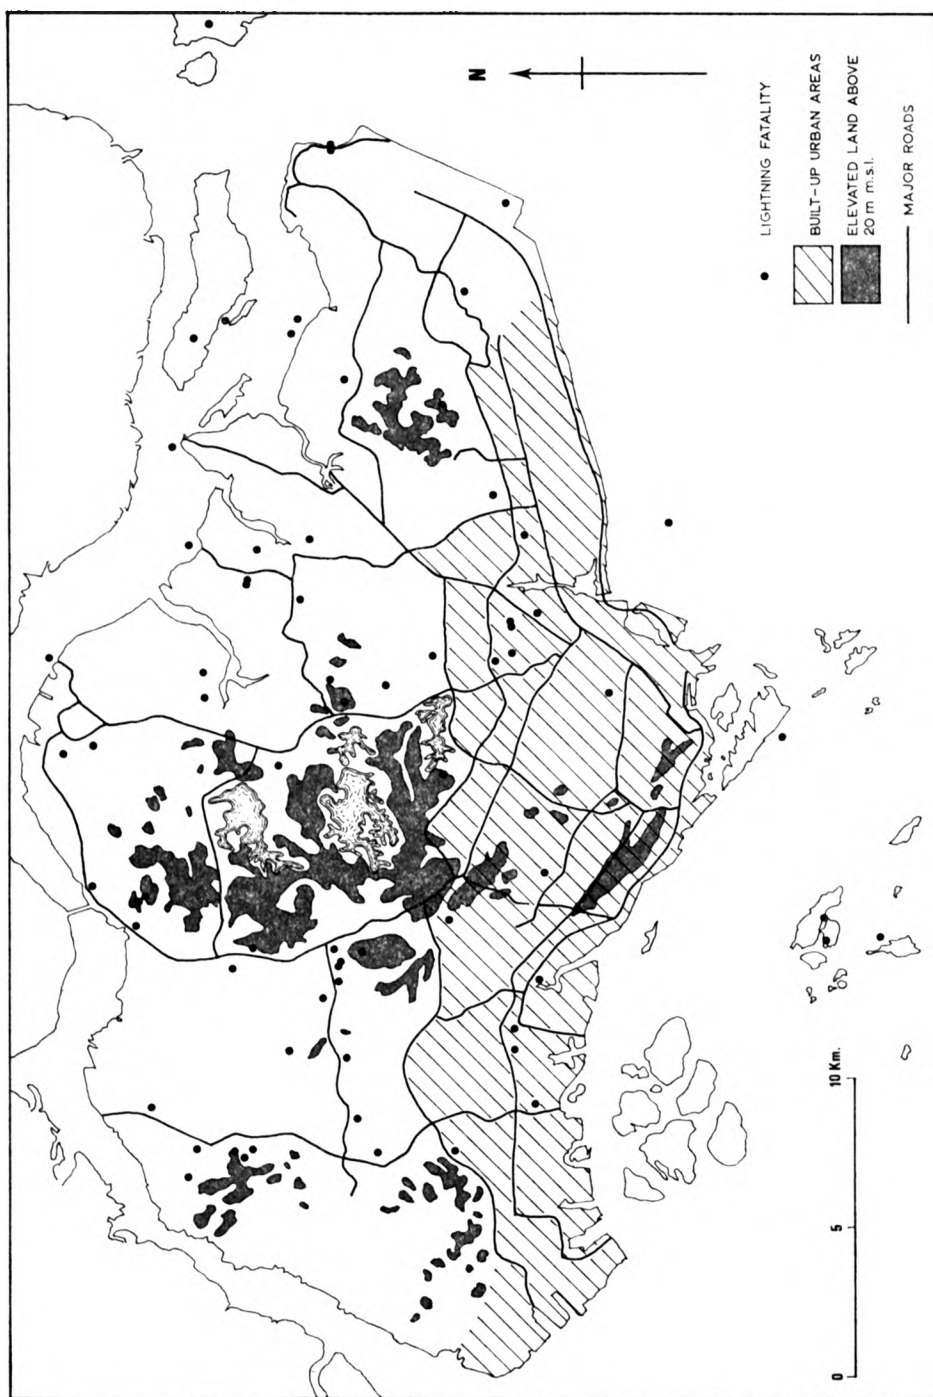 N
LIGHTNING FATALITY
BUILT-UP URBAN AREAS
ELEVATED LAND ABOVE
20 m m.s.l.
MAJOR ROADS
0
5
10 Km.